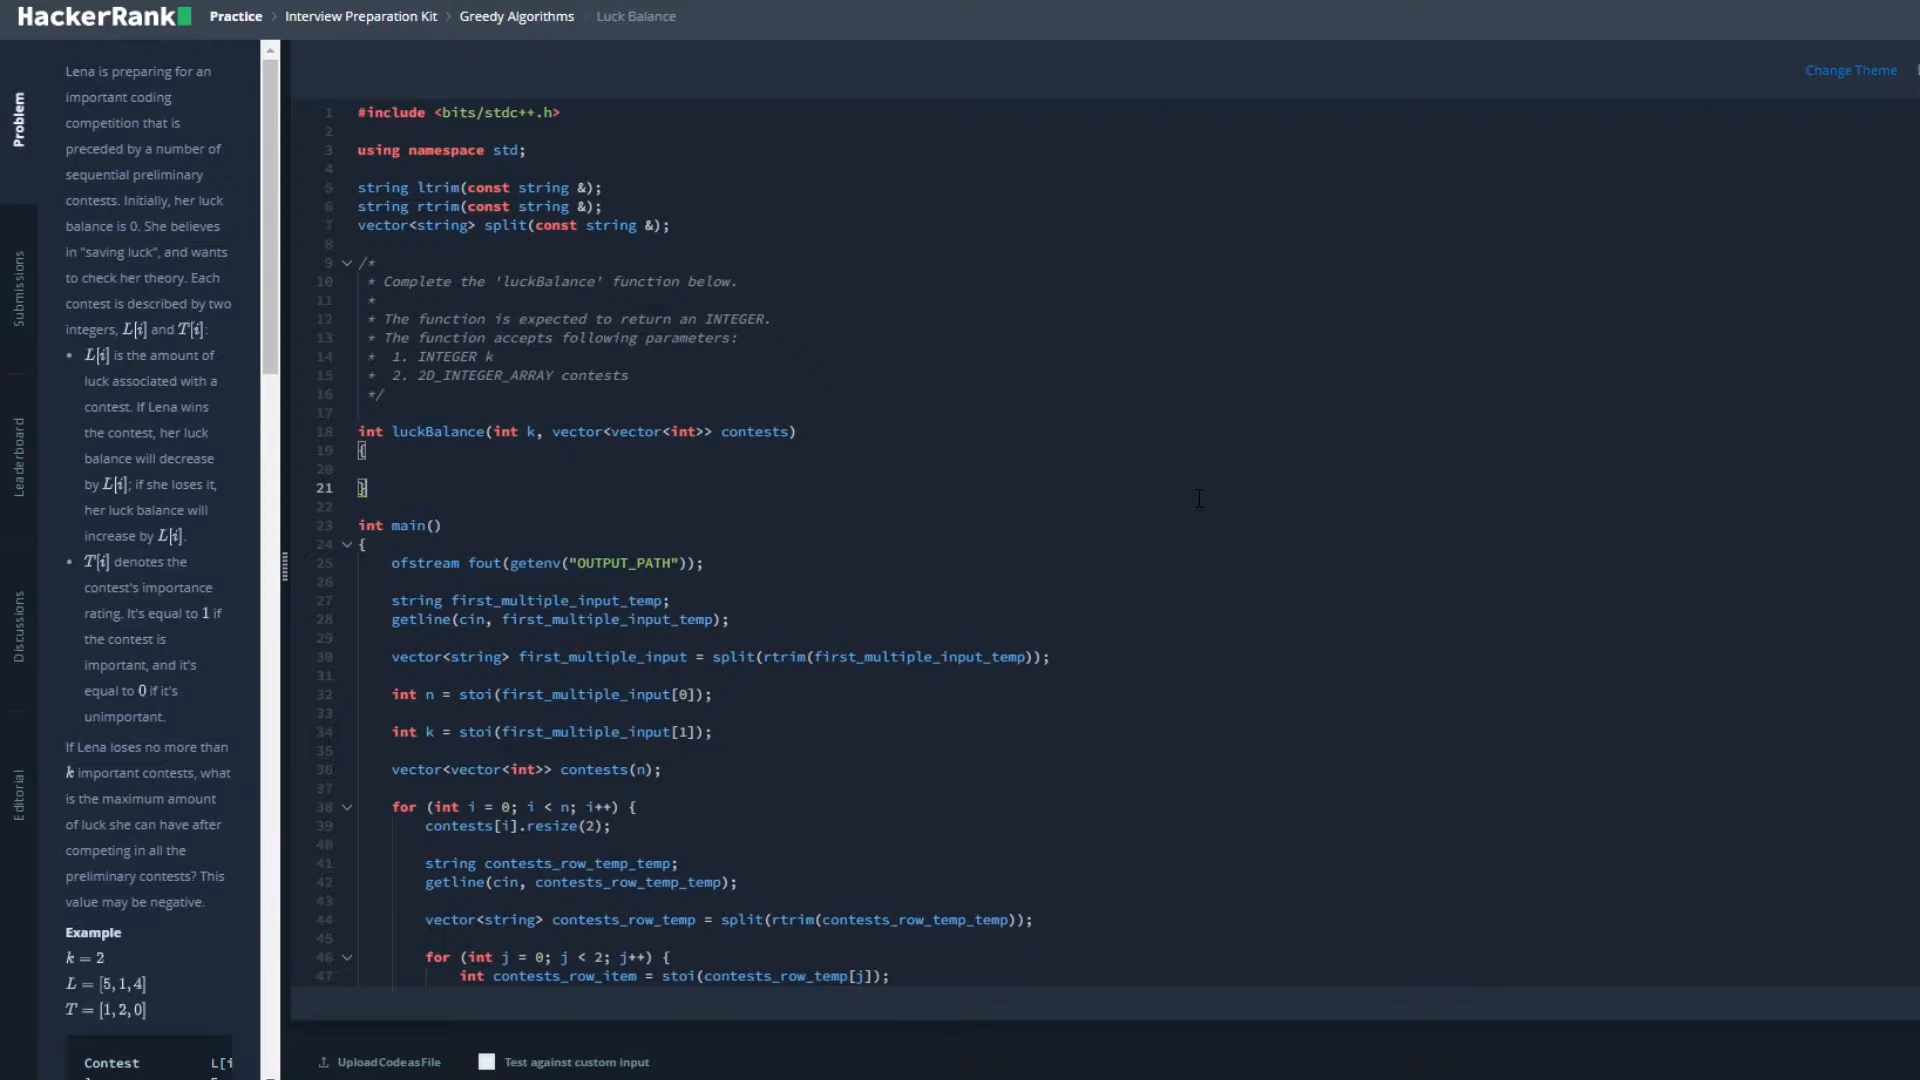 HackerRank Practice > Interview Preparation Kit > Greedy Algorithms > Luck Balance
Problem
Submissions
Leaderboard
Discussions
Editorial
Lena is preparing for an
important coding
competition that is
preceded by a number of
sequential preliminary
contests. Initially, her luck
balance is 0. She believes
in "saving luck", and wants
to check her theory. Each
contest is described by two
integers, L[i] and T[i]:
• L[i] is the amount of
luck associated with a
contest. If Lena wins
the contest, her luck
balance will decrease
by L[i]; if she loses it,
her luck balance will
increase by L[i].
• T[i] denotes the
contest's importance
rating. It's equal to 1 if
the contest is
important, and it's
equal to 0 if it's
unimportant.
If Lena loses no more than
k important contests, what
is the maximum amount
of luck she can have after
competing in all the
preliminary contests? This
value may be negative.
Example
k = 2
L = [5, 1, 4]
T = [1, 2, 0]
Contest L[i
Change Theme
1 #include <bits/stdc++.h>
2
3 using namespace std;
4
5 string ltrim(const string &);
6 string rtrim(const string &);
7 vector<string> split(const string &);
8
9 /*
10 * Complete the 'luckBalance' function below.
11 *
12 * The function is expected to return an INTEGER.
13 * The function accepts following parameters:
14 * 1. INTEGER k
15 * 2. 2D_INTEGER_ARRAY contests
16 */
17
18 int luckBalance(int k, vector<vector<int>> contests)
19 {
20
21 }
22
23 int main()
24 {
25 ofstream fout(getenv("OUTPUT_PATH"));
26
27 string first_multiple_input_temp;
28 getline(cin, first_multiple_input_temp);
29
30 vector<string> first_multiple_input = split(rtrim(first_multiple_input_temp));
31
32 int n = stoi(first_multiple_input[0]);
33
34 int k = stoi(first_multiple_input[1]);
35
36 vector<vector<int>> contests(n);
37
38 for (int i = 0; i < n; i++) {
39 contests[i].resize(2);
40
41 string contests_row_temp_temp;
42 getline(cin, contests_row_temp_temp);
43
44 vector<string> contests_row_temp = split(rtrim(contests_row_temp_temp));
45
46 for (int j = 0; j < 2; j++) {
47 int contests_row_item = stoi(contests_row_temp[j]);
Upload Code as File Test against custom input